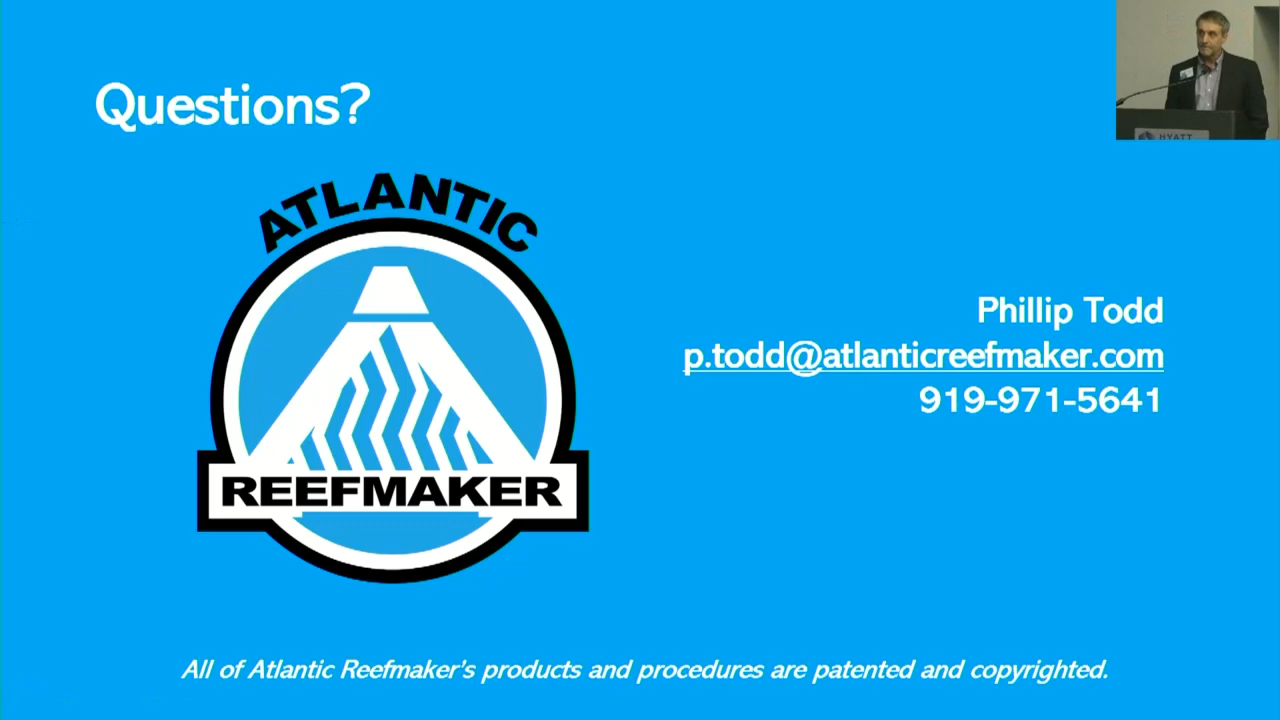 Questions?
ATLANTIC
REEFMAKER
Phillip Todd
p.todd@atlanticreefmaker.com
919-971-5641
HYATT
All of Atlantic Reefmaker's products and procedures are patented and copyrighted.